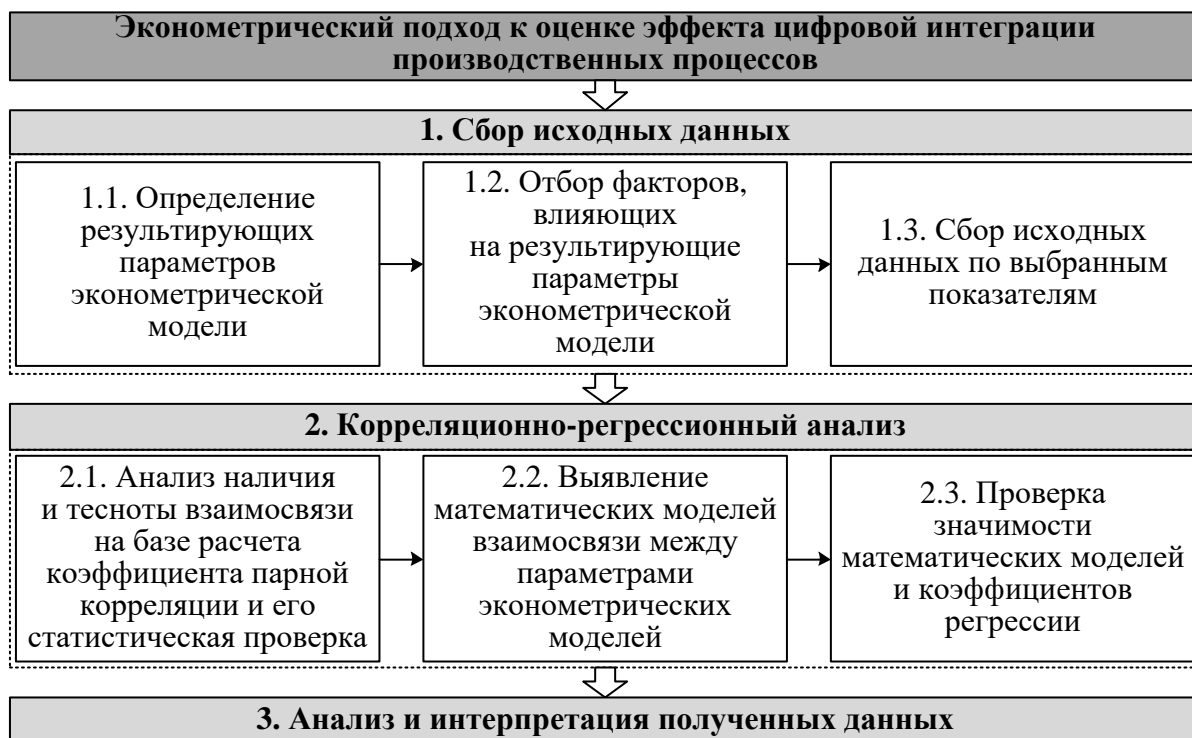 Эконометрический подход к оценке эффекта цифровой интеграции
производственных процессов
1. Сбор исходных данных
1.1. Определение
результирующих
параметров
эконометрической
модели
1.2. Отбор факторов,
влияющих
на результирующие
параметры
эконометрической
модели
1.3. Сбор исходных
данных по выбранным
показателям
2. Корреляционно-регрессионный анализ
2.1. Анализ наличия
и тесноты взаимосвязи
на базе расчета
коэффициента парной
корреляции и его
статистическая проверка
2.2. Выявление
математических моделей
взаимосвязи между
параметрами
эконометрических
моделей
2.3. Проверка
значимости
математических моделей
и коэффициентов
регрессии
3. Анализ и интерпретация полученных данных